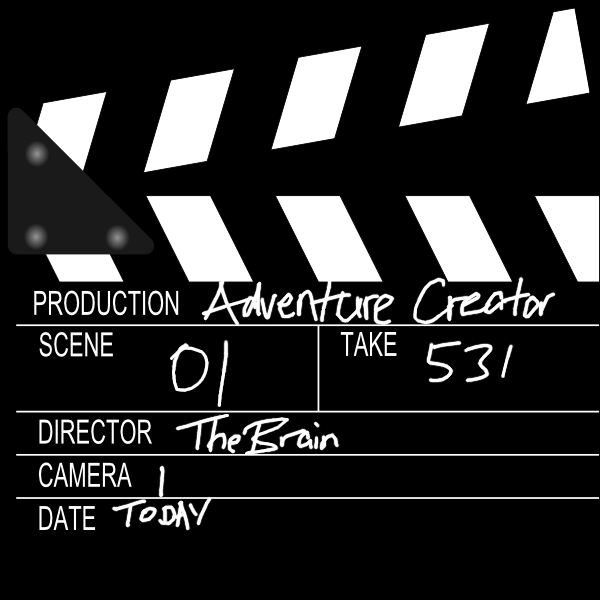 PRODUCTION Adventure Creator
SCENE 01 TAKE 531
DIRECTOR TheBrain
CAMERA 1
DATE TODAY